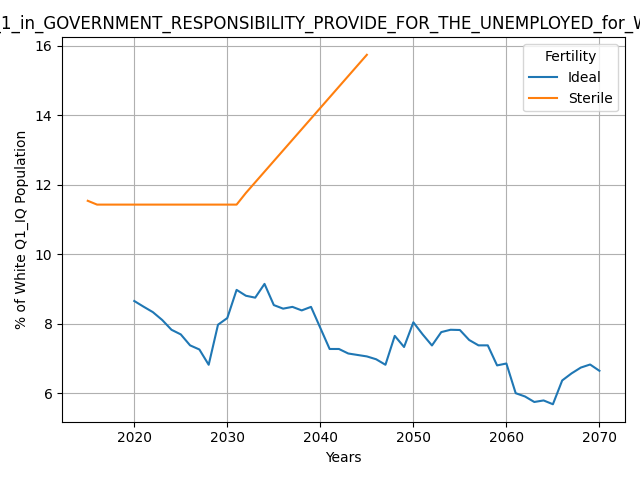 _1_in_GOVERNMENT_RESPONSIBILITY_PROVIDE_FOR_THE_UNEMPLOYED_for_W
Fertility
Ideal
Sterile
% of White Q1_IQ Population
16
14
12
10
8
6
2020 2030 2040 2050 2060 2070
Years